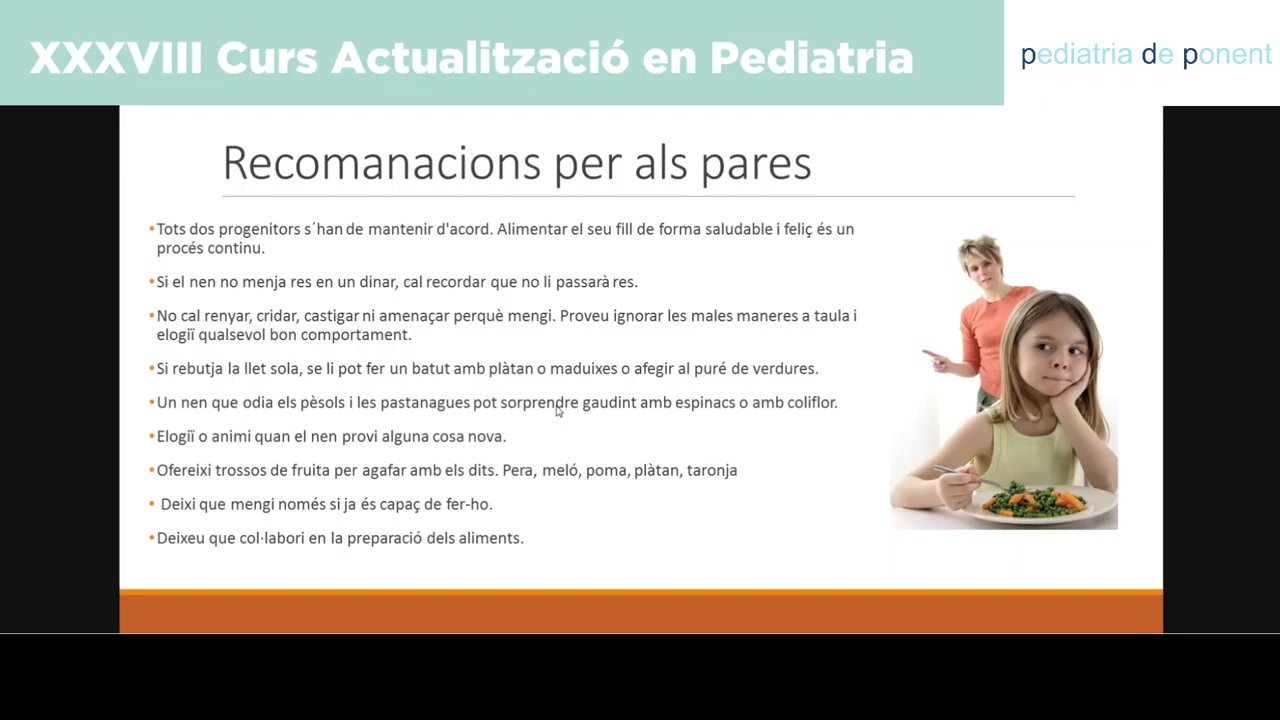 XXXVIII Curs Actualització en Pediatria
pediatria de ponent
Recomanacions per als pares
•Tots dos progenitors s´han de mantenir d'acord. Alimentar el seu fill de forma saludable i feliç és un
procés continu.
•Si el nen no menja res en un dinar, cal recordar que no li passarà res.
•No cal renyar, cridar, castigar ni amenaçar perquè mengi. Proveu ignorar les males maneres a taula i
elogiï qualsevol bon comportament.
•Si rebutja la llet sola, se li pot fer un batut amb plàtan o maduixes o afegir al puré de verdures.
•Un nen que odia els pèsols i les pastanagues pot sorprendre gaudint amb espinacs o amb coliflor.
•Elogiï o animi quan el nen provi alguna cosa nova.
•Ofereixi trossos de fruita per agafar amb els dits. Pera, meló, poma, plàtan, taronja
• Deixi que mengi només si ja és capaç de fer-ho.
•Deixeu que col·labori en la preparació dels aliments.